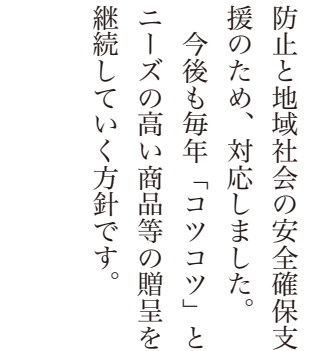 防止と地域社会の安全確保支
援のため、対応しました。
　今後も毎年「コツコツ」と
ニーズの高い商品等の贈呈を
継続していく方針です。